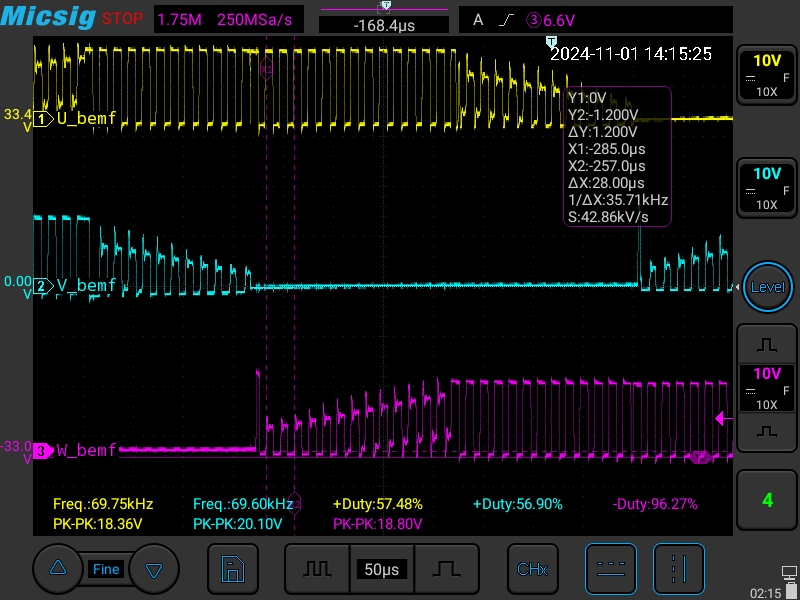 Micsig STOP 1.75M 250MSa/s -168.4µs A ③6.6V
T
T
2024-11-01 14:15:25
10V
F
10X
33.4
V
1 U_bemf
X1
Y1:0V
Y2:-1.200V
ΔY:1.200V
X1:-285.0µs
X2:-257.0µs
ΔX:28.00µs
1/ΔX:35.71kHz
S:42.86kV/s
10V
F
10X
0.00
V
2 V_bemf
Level
10V
F
10X
-33.0
V
3 W_bemf
Freq.:69.75kHz Freq.:69.60kHz +Duty:57.48% +Duty:56.90% -Duty:96.27%
PK-PK:18.36V PK-PK:20.10V PK-PK:18.80V
4
Fine 50µs CHx
02:15